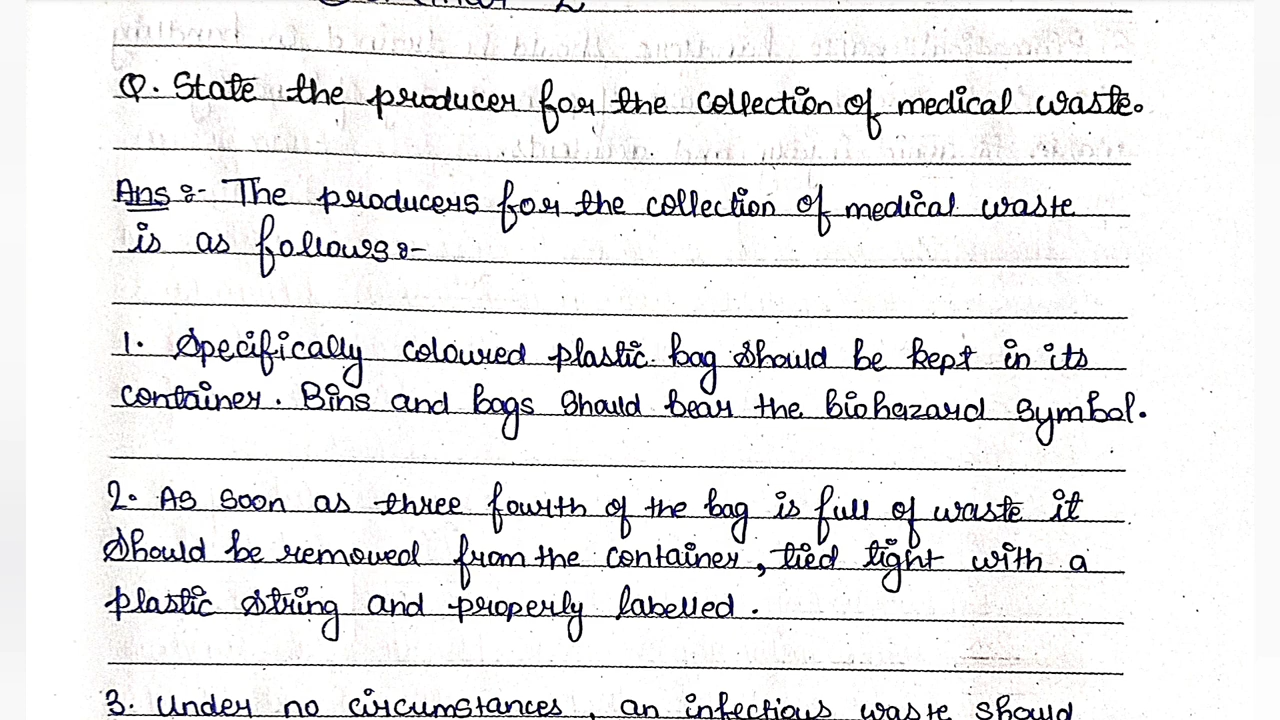 Q. State the producer for the collection of medical waste.
Ans :- The producers for the collection of medical waste
is as follows :-
1. Specifically coloured plastic bag should be kept in its
container. Bins and bags should bear the biohazard symbol.
2. As soon as three fourth of the bag is full of waste it
should be removed from the container, tied tight with a
plastic string and properly labelled.
3. Under no circumstances, an infectious waste should